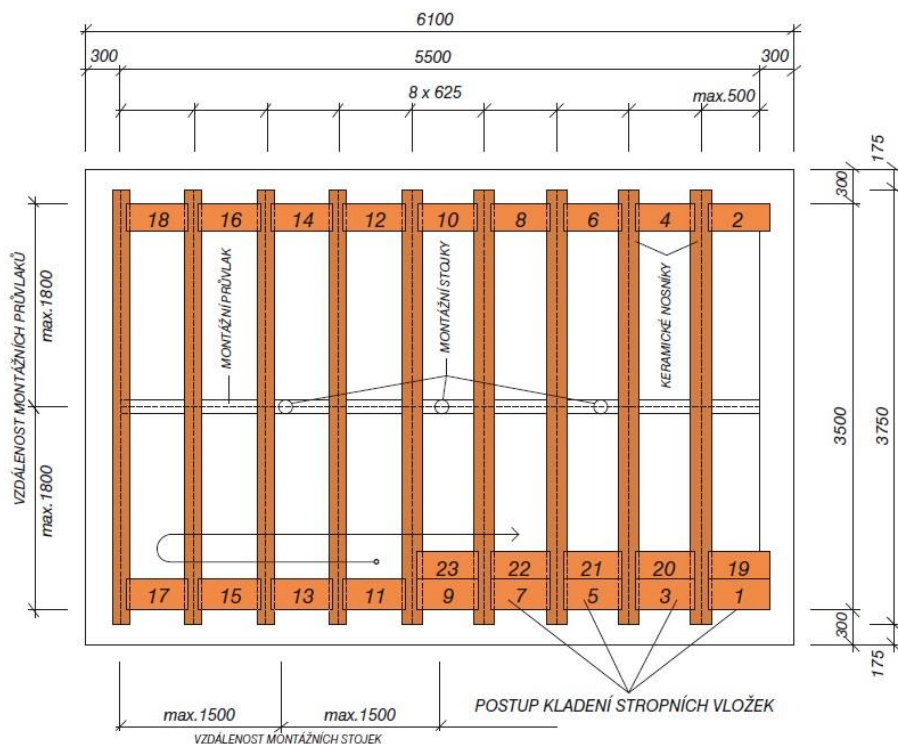 6100
300 5500 300
8 x 625 max.500
175
300
18 16 14 12 10 8 6 4 2
VZDÁLENOST MONTÁŽNÍCH PRŮVLAKŮ
max.1800
max.1800
MONTÁŽNÍ PRŮVLAK
MONTÁŽNÍ STOJKY
KERAMICKÉ NOSNÍKY
3500
3750
23 22 21 20 19
17 15 13 11 9 7 5 3 1
300
175
max.1500 max.1500
VZDÁLENOST MONTÁŽNÍCH STOJEK
POSTUP KLADENÍ STROPNÍCH VLOŽEK